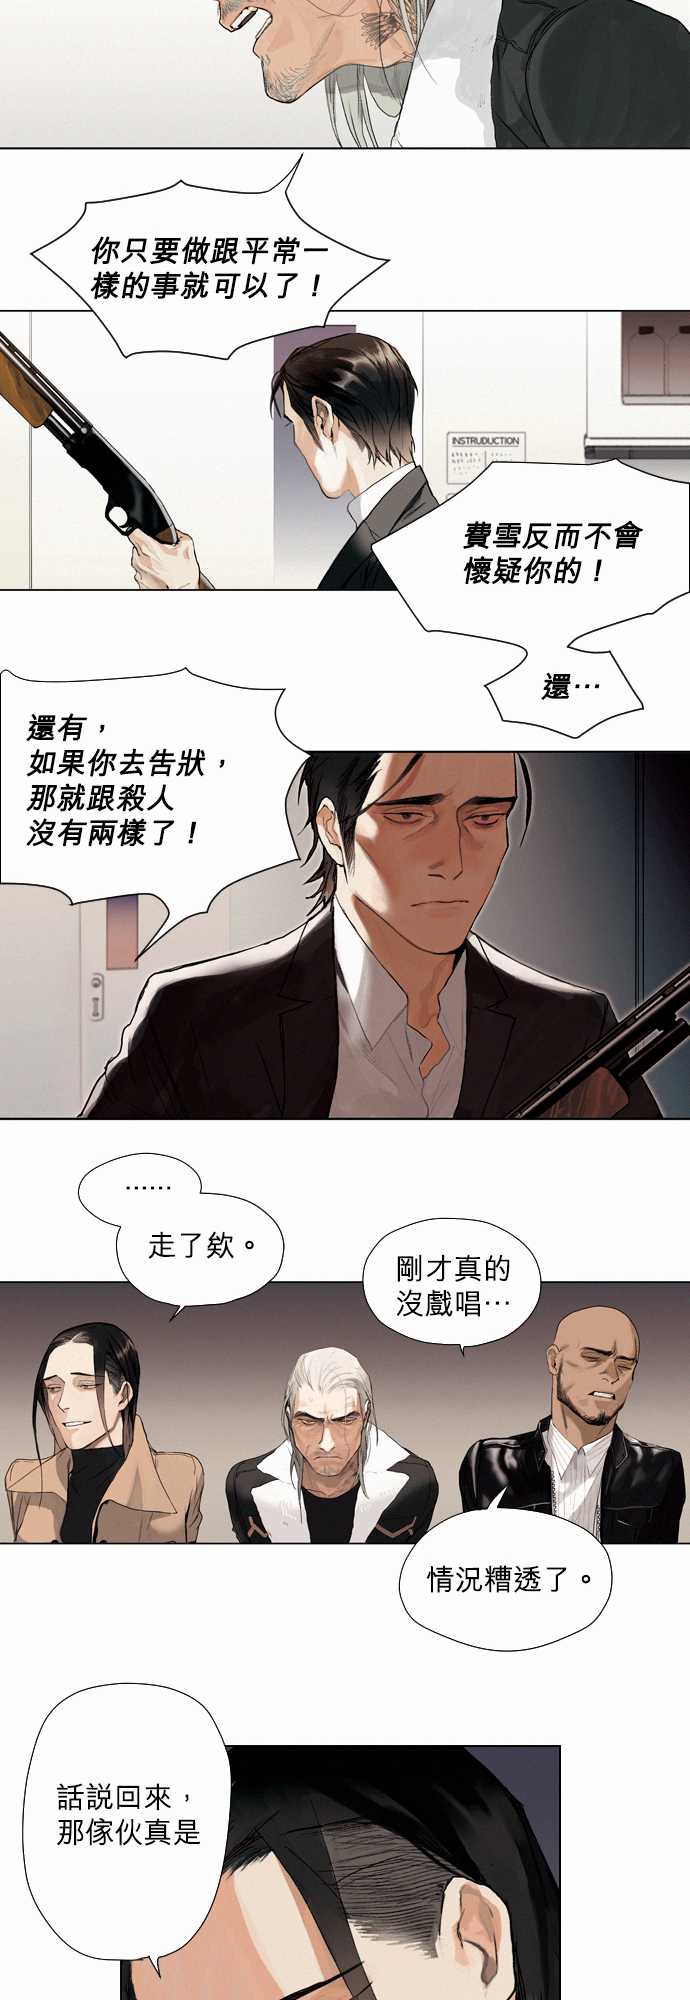 你只要做跟平常一
樣的事就可以了！
INSTRUDUCTION
費雪反而不會
懷疑你的！
還…
還有，
如果你去告狀，
那就跟殺人
沒有兩樣了！
……
走了欸。
剛才真的
沒戲唱…
情況糟透了。
話說回來，
那傢伙真是